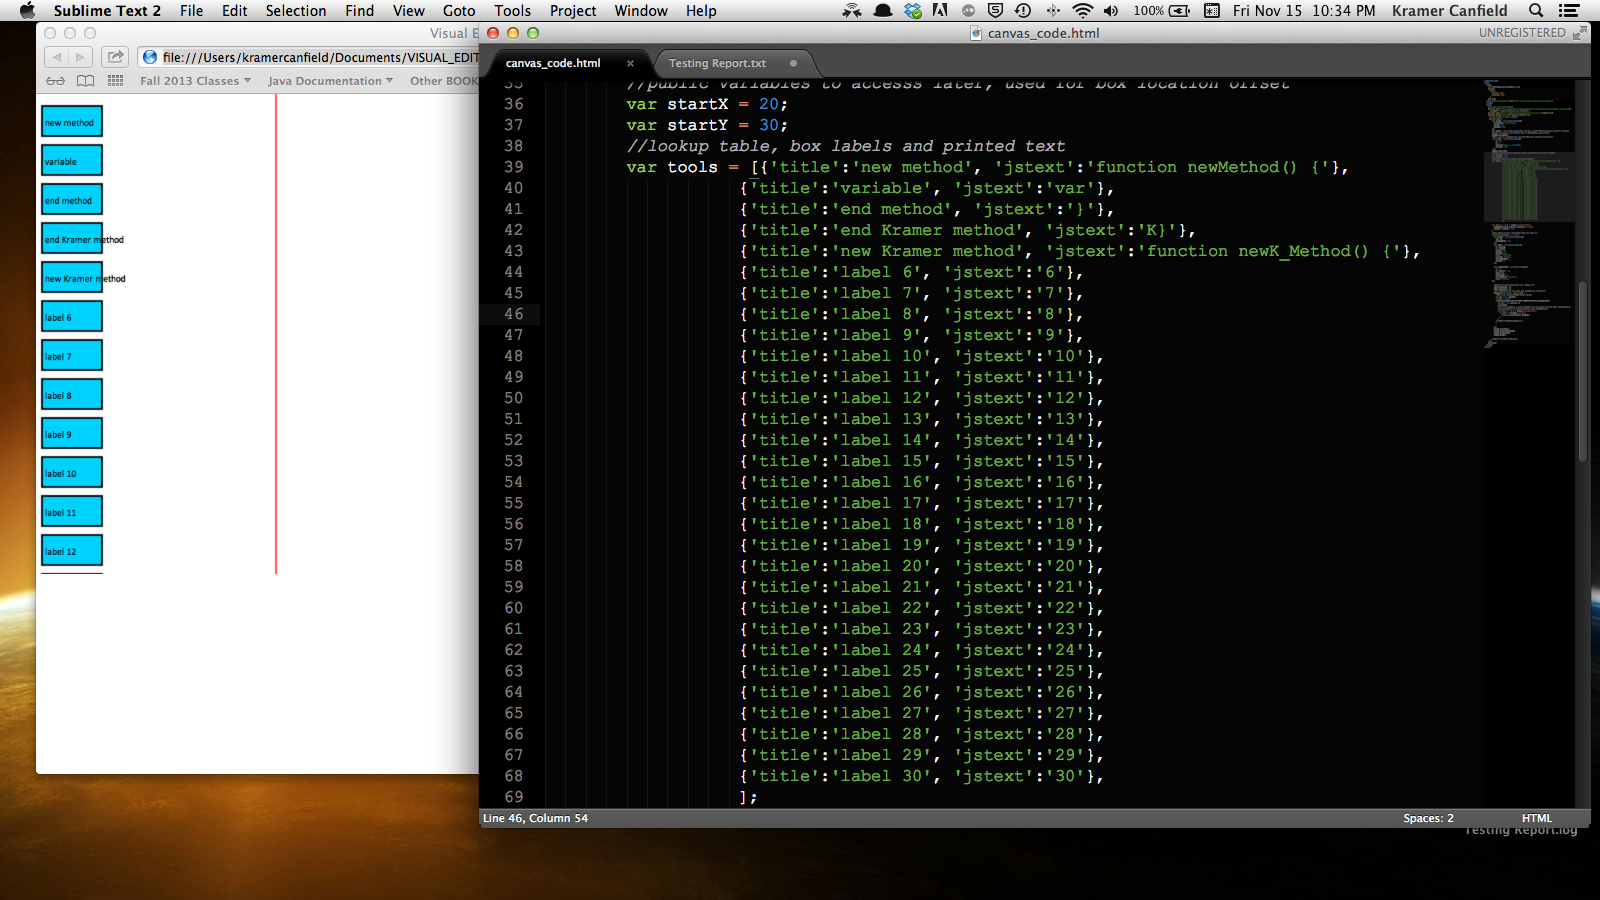 Sublime Text 2 File Edit Selection Find View Goto Tools Project Window Help 100% Fri Nov 15 10:34 PM Kramer Canfield
Visual E
file:///Users/kramercanfield/Documents/VISUAL_EDIT
Fall 2013 Classes Java Documentation Other BOOK
new method
variable
end method
end Kramer method
new Kramer method
label 6
label 7
label 8
label 9
label 10
label 11
label 12
canvas_code.html UNREGISTERED
canvas_code.html × Testing Report.txt
35 //public variables to accesss later, used for box location offset
36 var startX = 20;
37 var startY = 30;
38 //lookup table, box labels and printed text
39 var tools = [{'title':'new method', 'jstext':'function newMethod() {'},
40 {'title':'variable', 'jstext':'var'},
41 {'title':'end method', 'jstext':'}'},
42 {'title':'end Kramer method', 'jstext':'K}'},
43 {'title':'new Kramer method', 'jstext':'function newK_Method() {'},
44 {'title':'label 6', 'jstext':'6'},
45 {'title':'label 7', 'jstext':'7'},
46 {'title':'label 8', 'jstext':'8'},
47 {'title':'label 9', 'jstext':'9'},
48 {'title':'label 10', 'jstext':'10'},
49 {'title':'label 11', 'jstext':'11'},
50 {'title':'label 12', 'jstext':'12'},
51 {'title':'label 13', 'jstext':'13'},
52 {'title':'label 14', 'jstext':'14'},
53 {'title':'label 15', 'jstext':'15'},
54 {'title':'label 16', 'jstext':'16'},
55 {'title':'label 17', 'jstext':'17'},
56 {'title':'label 18', 'jstext':'18'},
57 {'title':'label 19', 'jstext':'19'},
58 {'title':'label 20', 'jstext':'20'},
59 {'title':'label 21', 'jstext':'21'},
60 {'title':'label 22', 'jstext':'22'},
61 {'title':'label 23', 'jstext':'23'},
62 {'title':'label 24', 'jstext':'24'},
63 {'title':'label 25', 'jstext':'25'},
64 {'title':'label 26', 'jstext':'26'},
65 {'title':'label 27', 'jstext':'27'},
66 {'title':'label 28', 'jstext':'28'},
67 {'title':'label 29', 'jstext':'29'},
68 {'title':'label 30', 'jstext':'30'},
69 ];
Line 46, Column 54 Spaces: 2 HTML
Testing Report.log